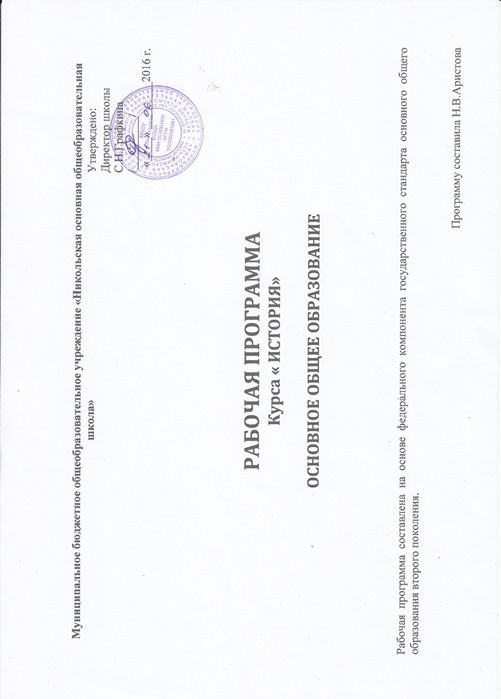 Муниципальное бюджетное общеобразовательное учреждение «Никольская основная общеобразовательная
школа»
Утверждено:
Директор школы
С.Н.Графкина
« » 06 2016 г.
РАБОЧАЯ ПРОГРАММА
Курса « ИСТОРИЯ»
ОСНОВНОЕ ОБЩЕЕ ОБРАЗОВАНИЕ
Рабочая программа составлена на основе федерального компонента государственного стандарта основного общего
образования второго поколения.
Программу составила Н.В.Аристова